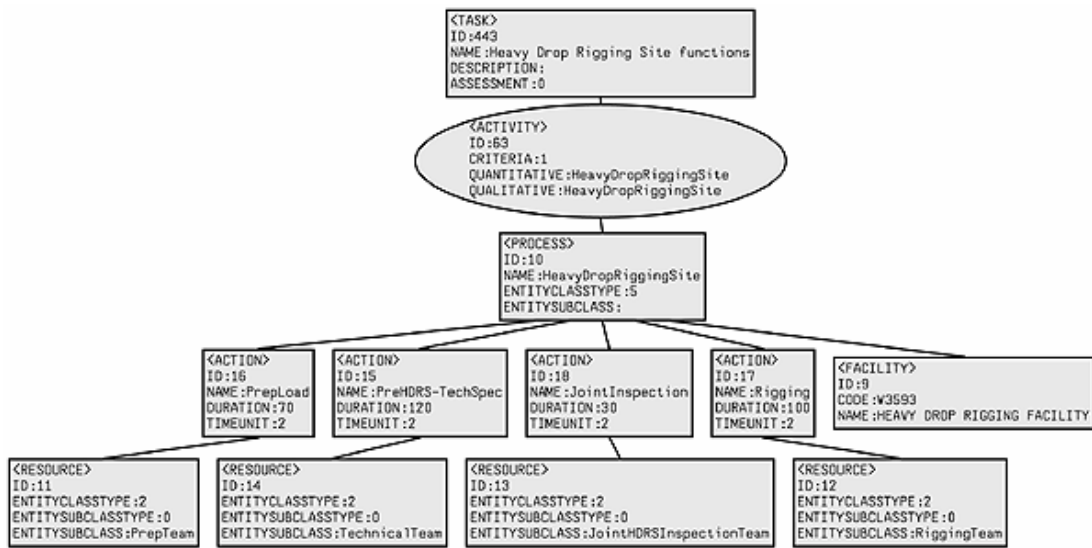 <TASK>
ID:443
NAME:Heavy Drop Rigging Site functions
DESCRIPTION:
ASSESSMENT:0
<ACTIVITY>
ID:63
CRITERIA:1
QUANTITATIVE:HeavyDropRiggingSite
QUALITATIVE:HeavyDropRiggingSite
<PROCESS>
ID:10
NAME:HeavyDropRiggingSite
ENTITYCLASSTYPE:5
ENTITYSUBCLASS:
<ACTION>
ID:16
NAME:PrepLoad
DURATION:70
TIMEUNIT:2
<ACTION>
ID:15
NAME:PreHDRS-TechSpec
DURATION:120
TIMEUNIT:2
<ACTION>
ID:18
NAME:JointInspection
DURATION:30
TIMEUNIT:2
<ACTION>
ID:17
NAME:Rigging
DURATION:100
TIMEUNIT:2
<FACILITY>
ID:9
CODE:W3593
NAME:HEAVY DROP RIGGING FACILITY
<RESOURCE>
ID:11
ENTITYCLASSTYPE:2
ENTITYSUBCLASSTYPE:0
ENTITYSUBCLASS:PrepTeam
<RESOURCE>
ID:14
ENTITYCLASSTYPE:2
ENTITYSUBCLASSTYPE:0
ENTITYSUBCLASS:TechnicalTeam
<RESOURCE>
ID:13
ENTITYCLASSTYPE:2
ENTITYSUBCLASSTYPE:0
ENTITYSUBCLASS:JointHDRSInspectionTeam
<RESOURCE>
ID:12
ENTITYCLASSTYPE:2
ENTITYSUBCLASSTYPE:0
ENTITYSUBCLASS:RiggingTeam